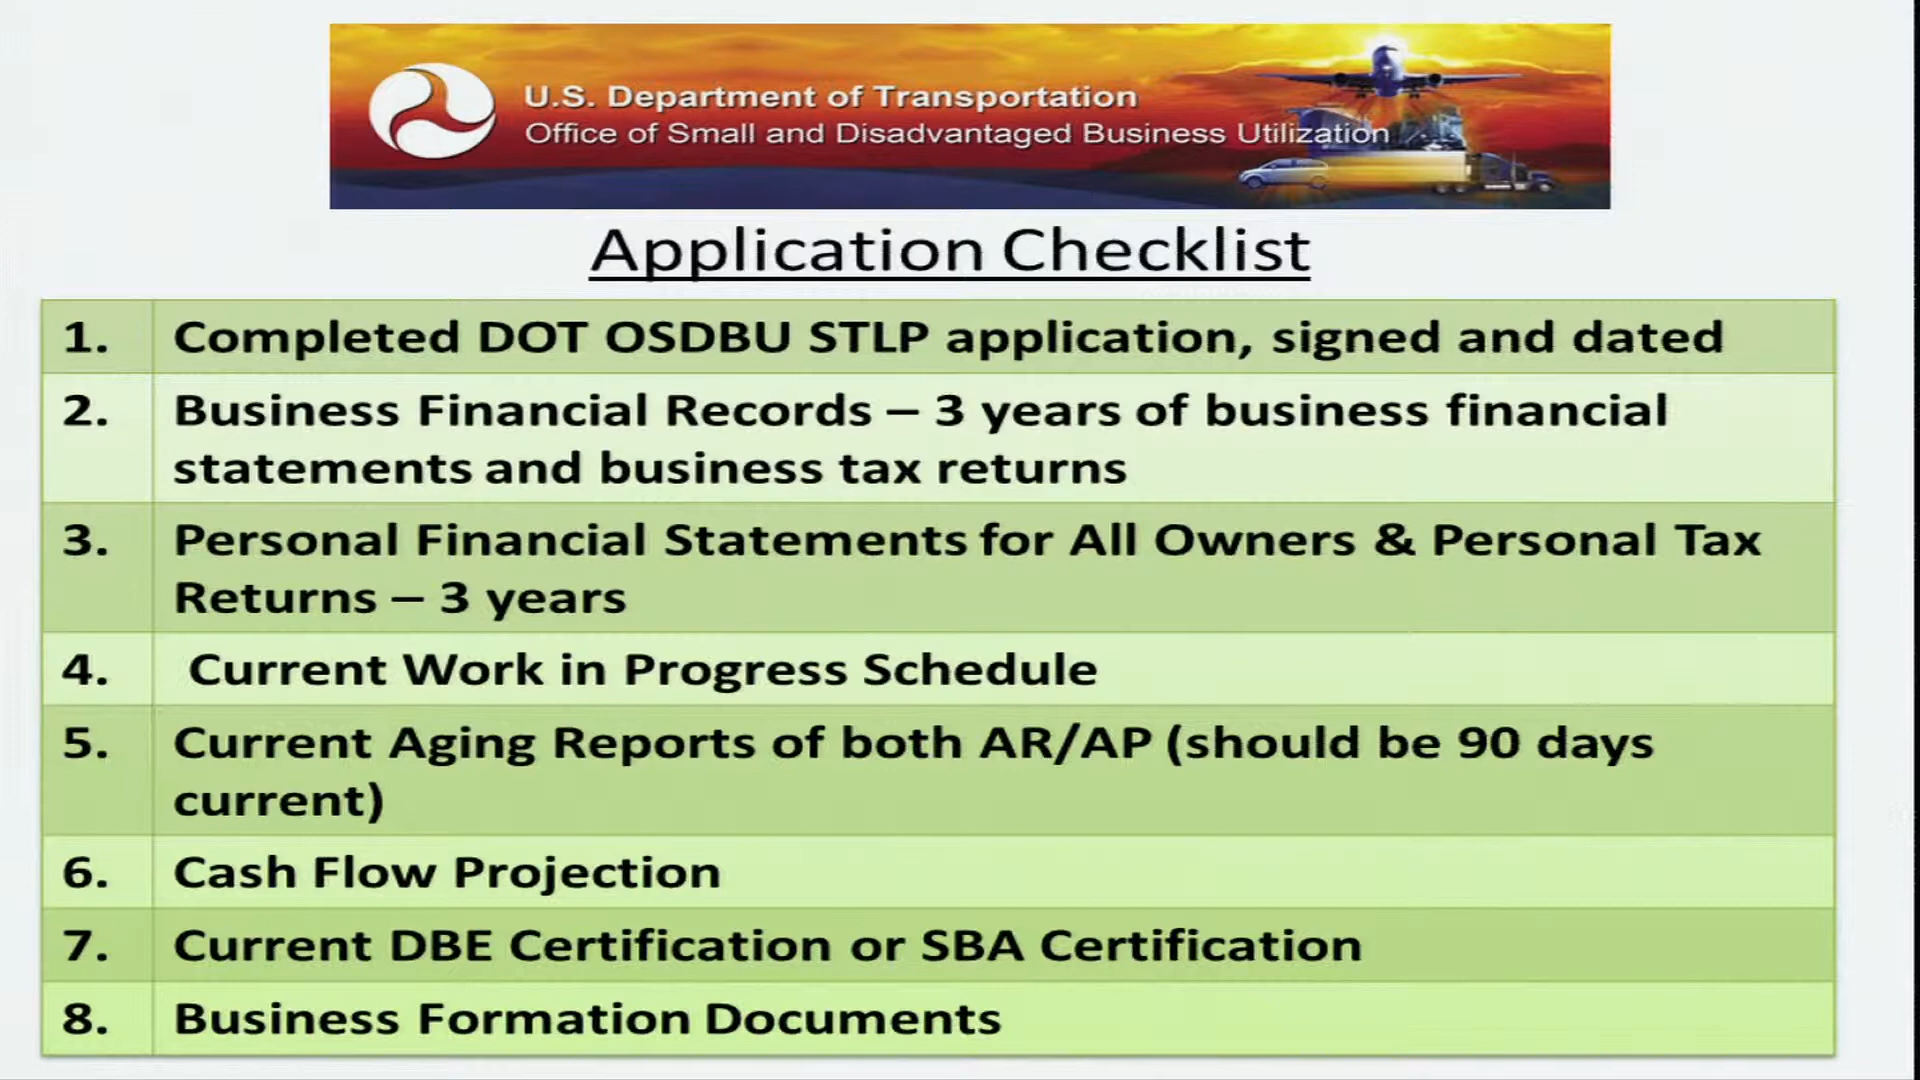 U.S. Department of Transportation
Office of Small and Disadvantaged Business Utilization
Application Checklist
1. Completed DOT OSDBU STLP application, signed and dated
2. Business Financial Records – 3 years of business financial
statements and business tax returns
3. Personal Financial Statements for All Owners & Personal Tax
Returns – 3 years
4. Current Work in Progress Schedule
5. Current Aging Reports of both AR/AP (should be 90 days
current)
6. Cash Flow Projection
7. Current DBE Certification or SBA Certification
8. Business Formation Documents